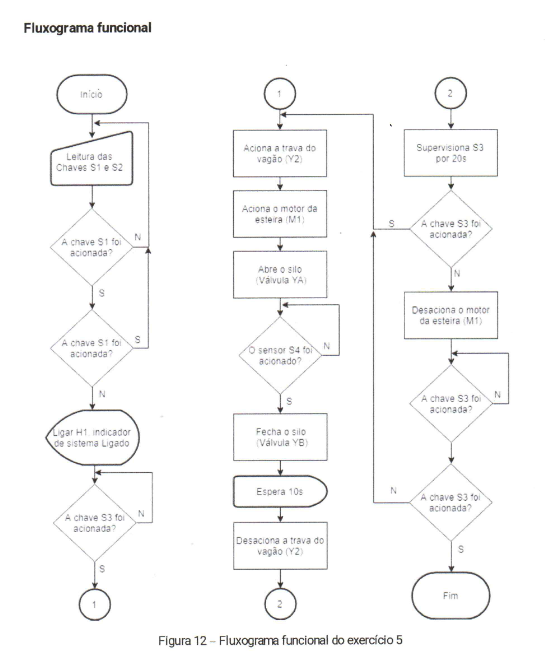 Fluxograma funcional
Início
Leitura das
Chaves S1 e S2
A chave S1 foi
acionada?
N
S
A chave S1 foi
acionada?
S
N
Ligar H1, indicador
de sistema Ligado
A chave S3 foi
acionada?
N
S
1
1
Aciona a trava do
vagão (Y2)
Aciona o motor da
esteira (M1)
Abre o silo
(Válvula YA)
O sensor S4 foi
acionado?
N
S
Fecha o silo
(Válvula YB)
Espera 10s
Desaciona a trava do
vagão (Y2)
2
2
Supervisiona S3
por 20s
S
A chave S3 foi
acionada?
N
Desaciona o motor
da esteira (M1)
A chave S3 foi
acionada?
N
N
A chave S3 foi
acionada?
S
Fim
Figura 12 – Fluxograma funcional do exercício 5